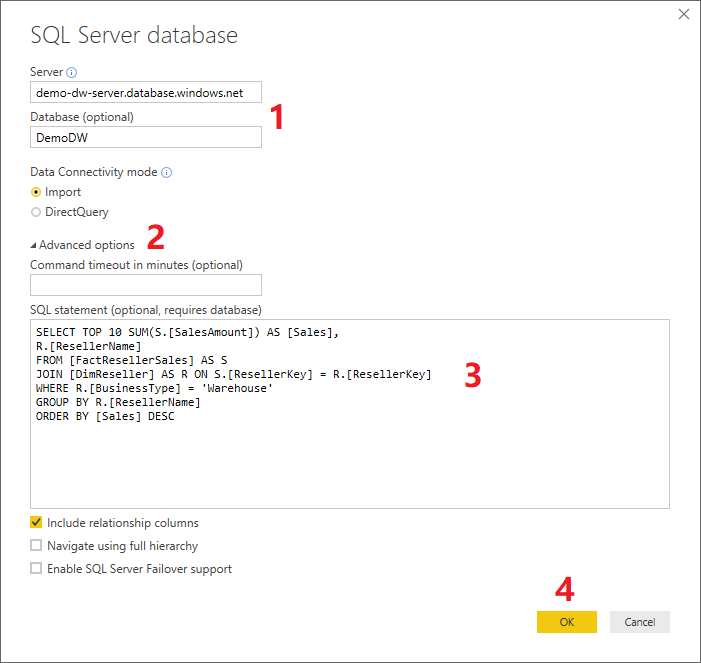 SQL Server database
Server
demo-dw-server.database.windows.net
1
Database (optional)
DemoDW
Data Connectivity mode
Import
DirectQuery
2
Advanced options
Command timeout in minutes (optional)
SQL statement (optional, requires database)
SELECT TOP 10 SUM(S.[SalesAmount]) AS [Sales],
R.[ResellerName]
FROM [FactResellerSales] AS S
JOIN [DimReseller] AS R ON S.[ResellerKey] = R.[ResellerKey]
3
WHERE R.[BusinessType] = 'Warehouse'
GROUP BY R.[ResellerName]
ORDER BY [Sales] DESC
Include relationship columns
Navigate using full hierarchy
Enable SQL Server Failover support
4
OK
Cancel